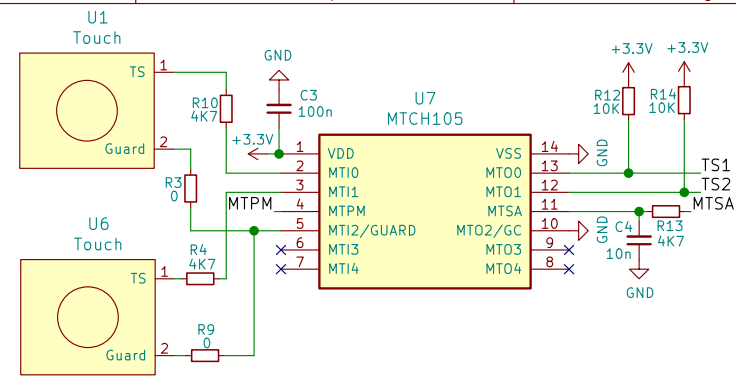 U1
Touch
TS
1
Guard
2
R10
4K7
R3
0
GND
C3
100n
+3.3V
U7
MTCH105
1
VDD
2
MTI0
3
MTI1
MTPM
4
MTPM
5
MTI2/GUARD
6
MTI3
7
MTI4
VSS
14
GND
MTO0
13
MTO1
12
MTSA
11
MTO2/GC
10
GND
MTO3
9
MTO4
8
+3.3V
+3.3V
R12
10K
R14
10K
TS1
TS2
MTSA
C4
10n
R13
4K7
GND
U6
Touch
TS
1
R4
4K7
Guard
2
R9
0